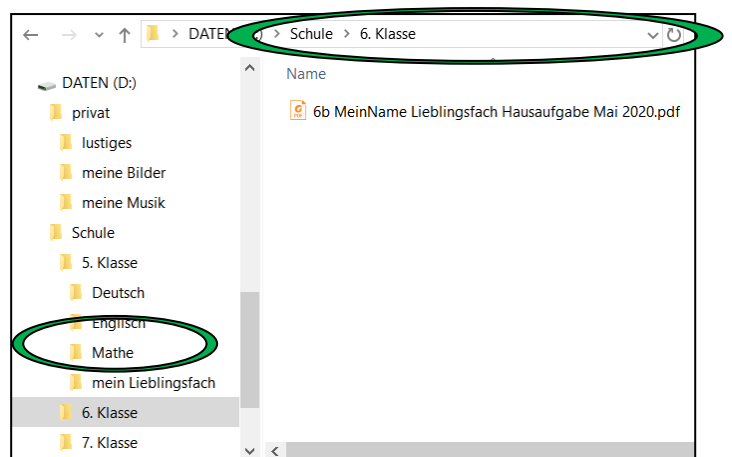 DATEN > Schule > 6. Klasse
DATEN (D:)
privat
lustiges
meine Bilder
meine Musik
Schule
5. Klasse
Deutsch
Englisch
Mathe
mein Lieblingsfach
6. Klasse
7. Klasse
Name
6b MeinName Lieblingsfach Hausaufgabe Mai 2020.pdf